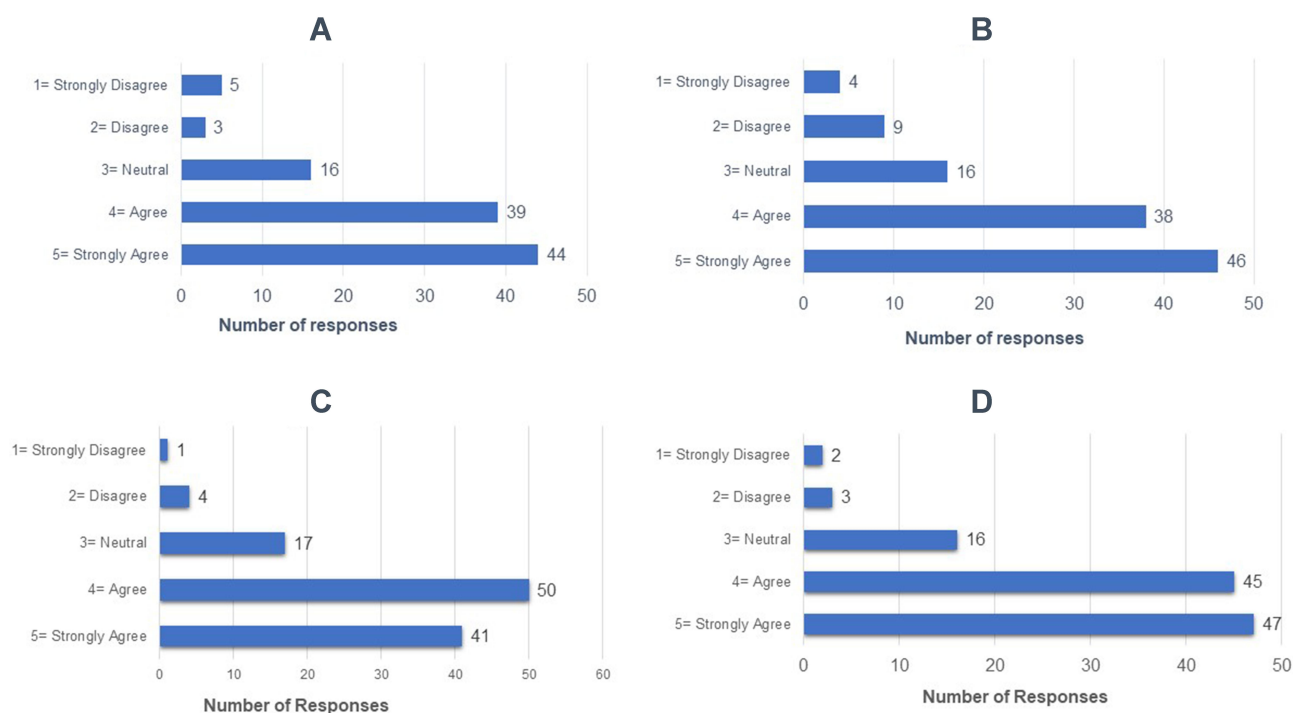 A
1= Strongly Disagree 5
2= Disagree 3
3= Neutral 16
4= Agree 39
5= Strongly Agree 44
0 10 20 30 40 50
Number of responses
B
1= Strongly Disagree 4
2= Disagree 9
3= Neutral 16
4= Agree 38
5= Strongly Agree 46
0 10 20 30 40 50
Number of responses
C
1= Strongly Disagree 1
2= Disagree 4
3= Neutral 17
4= Agree 50
5= Strongly Agree 41
0 10 20 30 40 50 60
Number of Responses
D
1= Strongly Disagree 2
2= Disagree 3
3= Neutral 16
4= Agree 45
5= Strongly Agree 47
0 10 20 30 40 50
Number of Responses